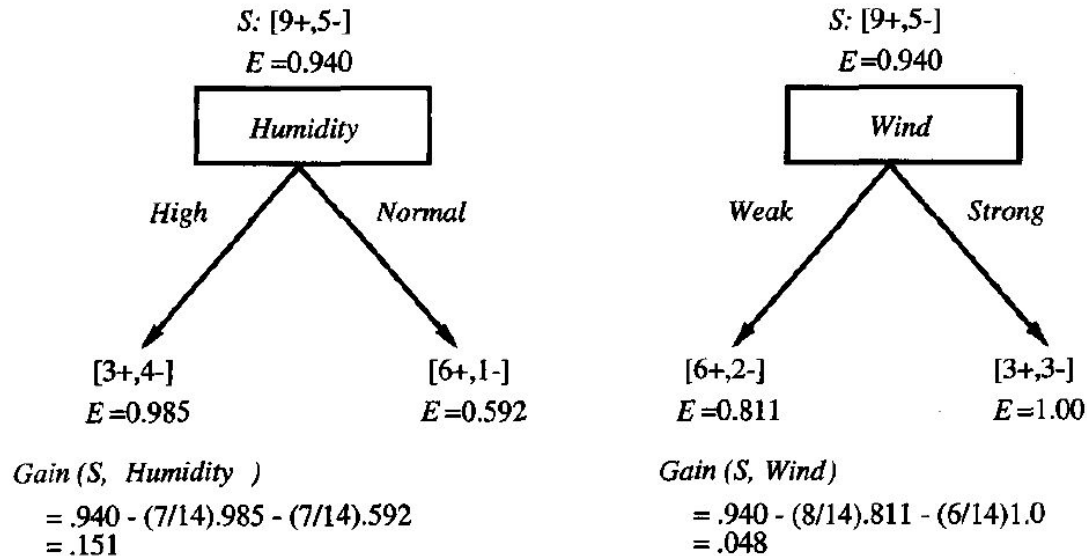 S: [9+,5-]
E =0.940
Humidity
High
Normal
[3+,4-]
E =0.985
[6+,1-]
E =0.592
Gain (S, Humidity )
= .940 - (7/14).985 - (7/14).592
= .151
S: [9+,5-]
E =0.940
Wind
Weak
Strong
[6+,2-]
E =0.811
[3+,3-]
E =1.00
Gain (S, Wind)
= .940 - (8/14).811 - (6/14)1.0
= .048